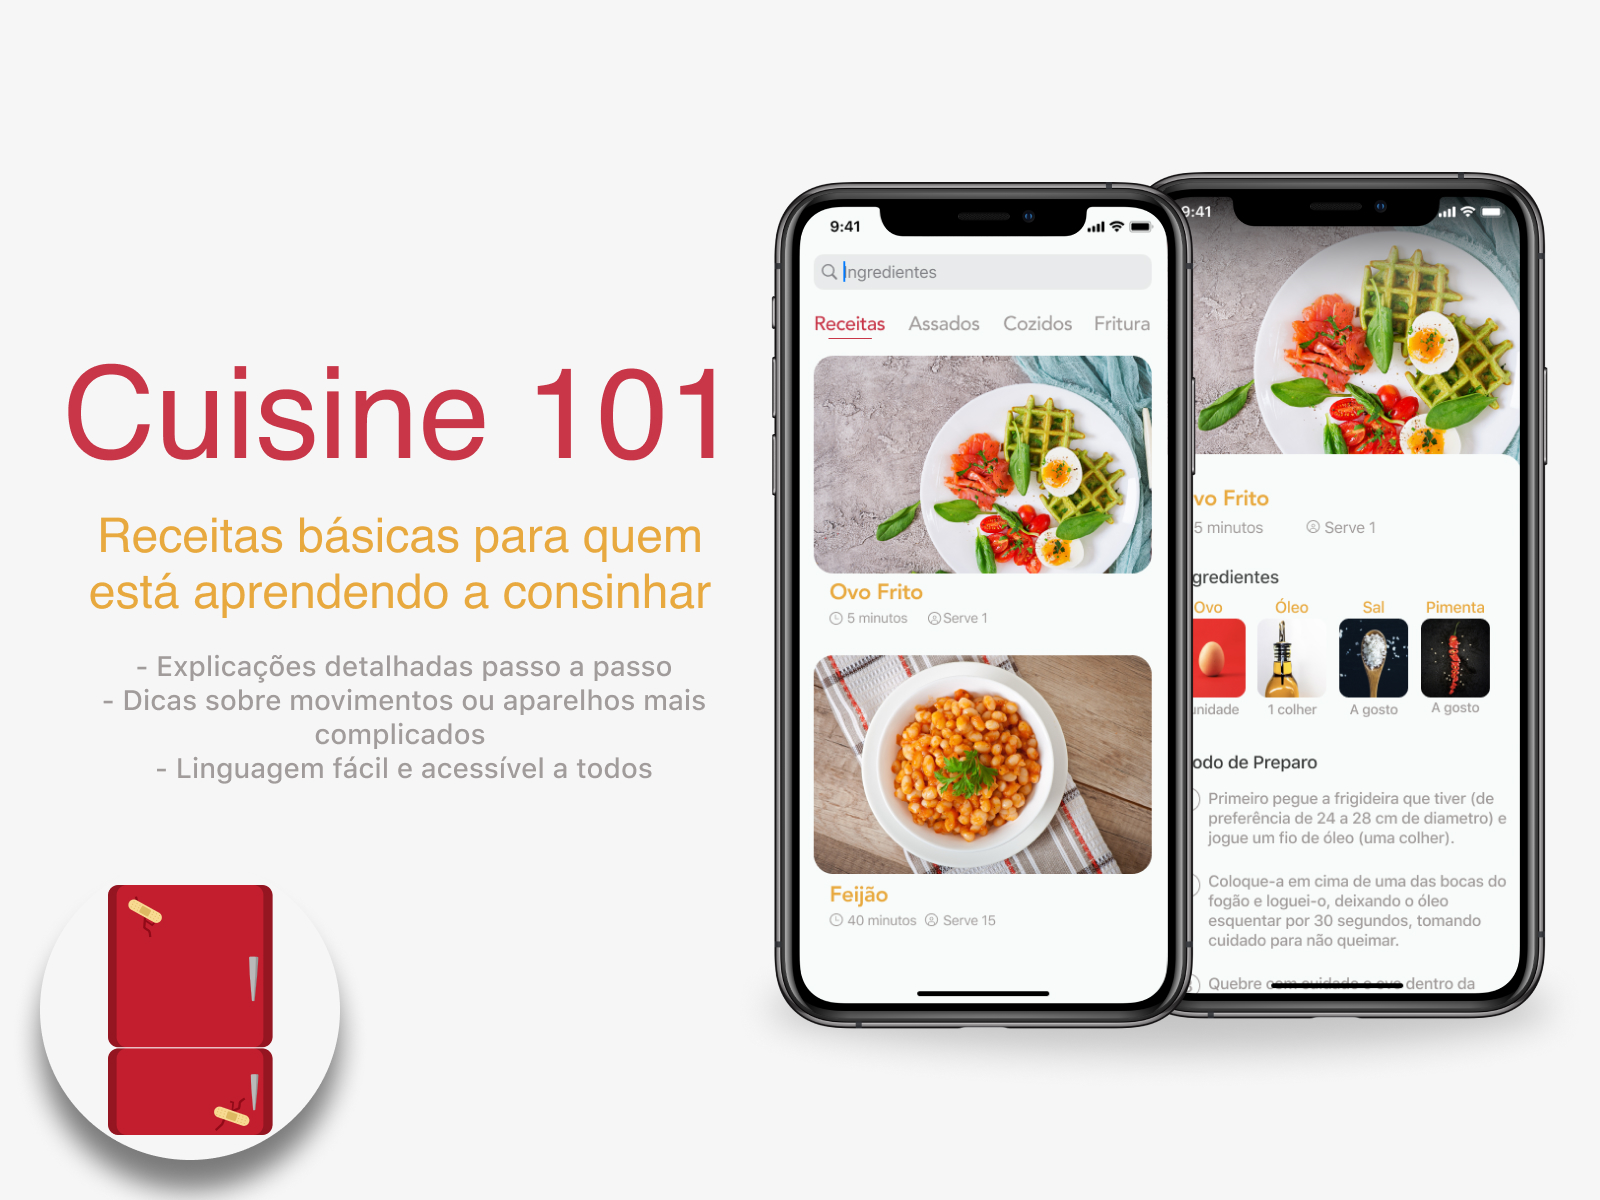 Cuisine 101
Receitas básicas para quem
está aprendendo a consinhar
- Explicações detalhadas passo a passo
- Dicas sobre movimentos ou aparelhos mais
complicados
- Linguagem fácil e acessível a todos
9:41
Ingredientes
Receitas Assados Cozidos Fritura
Ovo Frito
5 minutos Serve 1
Feijão
40 minutos Serve 15
9:41
vo Frito
5 minutos Serve 1
gredientes
Ovo Óleo Sal Pimenta
unidade 1 colher A gosto A gosto
odo de Preparo
Primeiro pegue a frigideira que tiver (de
preferência de 24 a 28 cm de diametro) e
jogue um fio de óleo (uma colher).
Coloque-a em cima de uma das bocas do
fogão e loguei-o, deixando o óleo
esquentar por 30 segundos, tomando
cuidado para não queimar.
Quebre com cuidado o ovo dentro da